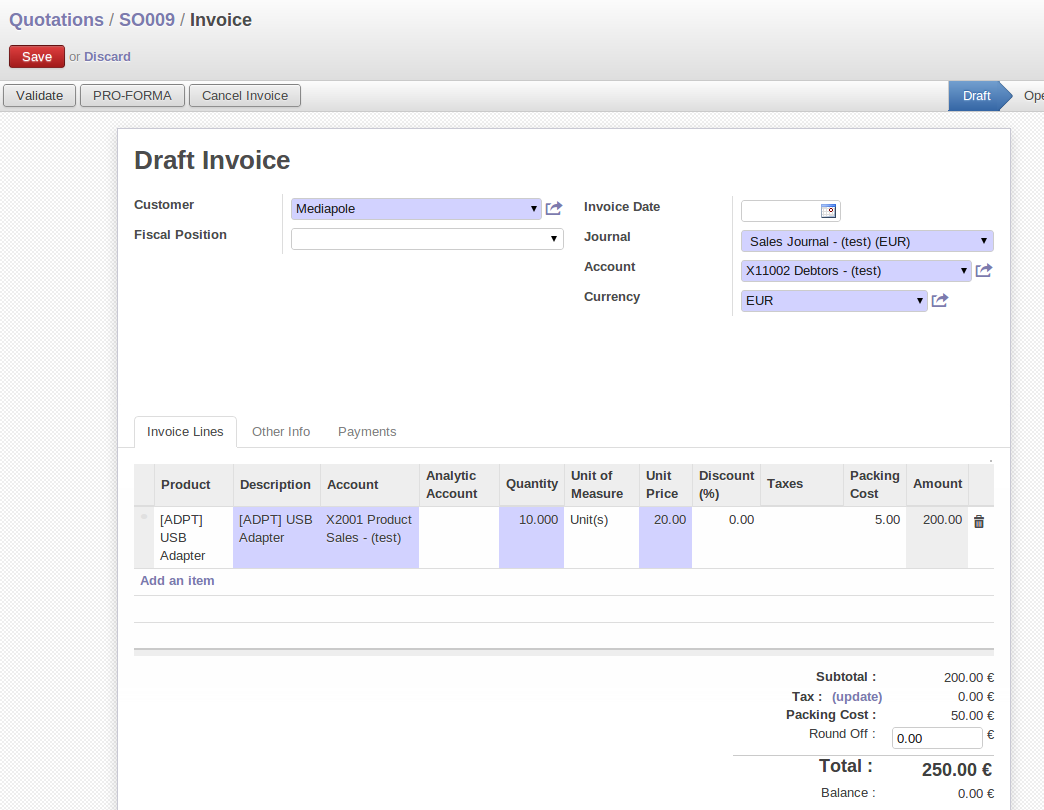 Quotations / SO009 / Invoice
Save or Discard
Validate PRO-FORMA Cancel Invoice Draft Ope
Draft Invoice
Customer Mediapole
Fiscal Position
Invoice Date
Journal Sales Journal - (test) (EUR)
Account X11002 Debtors - (test)
Currency EUR
Invoice Lines Other Info Payments
Product Description Account Analytic Account Quantity Unit of Measure Unit Price Discount (%) Taxes Packing Cost Amount
[ADPT] USB Adapter [ADPT] USB Adapter X2001 Product Sales - (test) 10.000 Unit(s) 20.00 0.00 5.00 200.00
Add an item
Subtotal : 200.00 €
Tax : (update) 0.00 €
Packing Cost : 50.00 €
Round Off : 0.00 €
Total : 250.00 €
Balance : 0.00 €